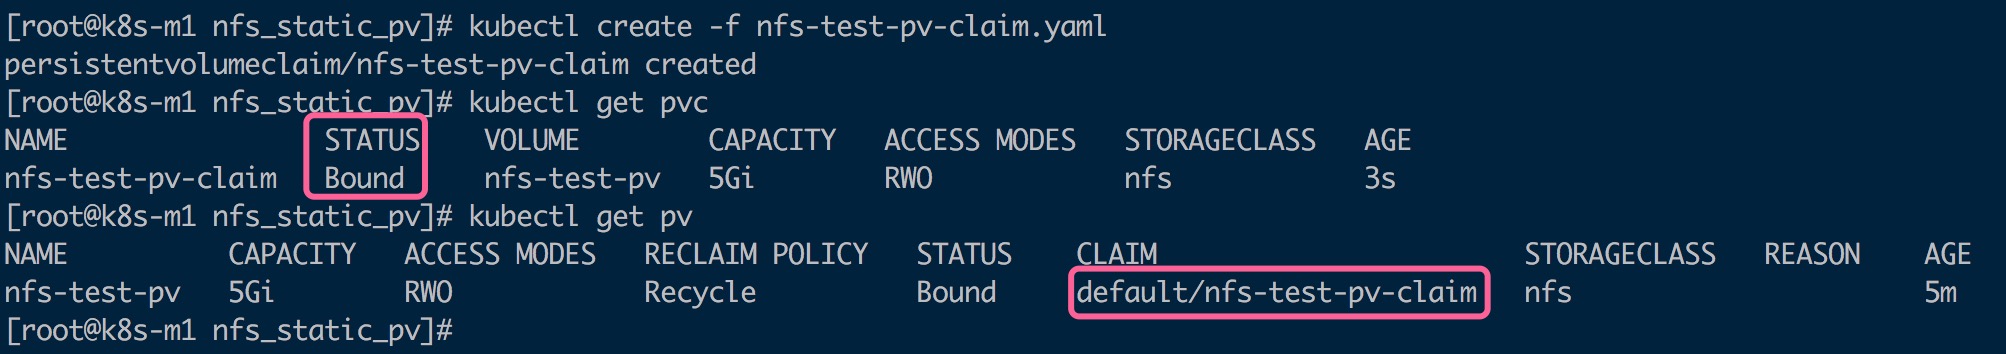 [root@k8s-m1 nfs_static_pv]# kubectl create -f nfs-test-pv-claim.yaml
persistentvolumeclaim/nfs-test-pv-claim created
[root@k8s-m1 nfs_static_pv]# kubectl get pvc
NAME                STATUS    VOLUME        CAPACITY   ACCESS MODES   STORAGECLASS   AGE
nfs-test-pv-claim   Bound     nfs-test-pv   5Gi        RWO            nfs            3s
[root@k8s-m1 nfs_static_pv]# kubectl get pv
NAME          CAPACITY   ACCESS MODES   RECLAIM POLICY   STATUS    CLAIM                       STORAGECLASS   REASON    AGE
nfs-test-pv   5Gi        RWO            Recycle          Bound     default/nfs-test-pv-claim   nfs                      5m
[root@k8s-m1 nfs_static_pv]#